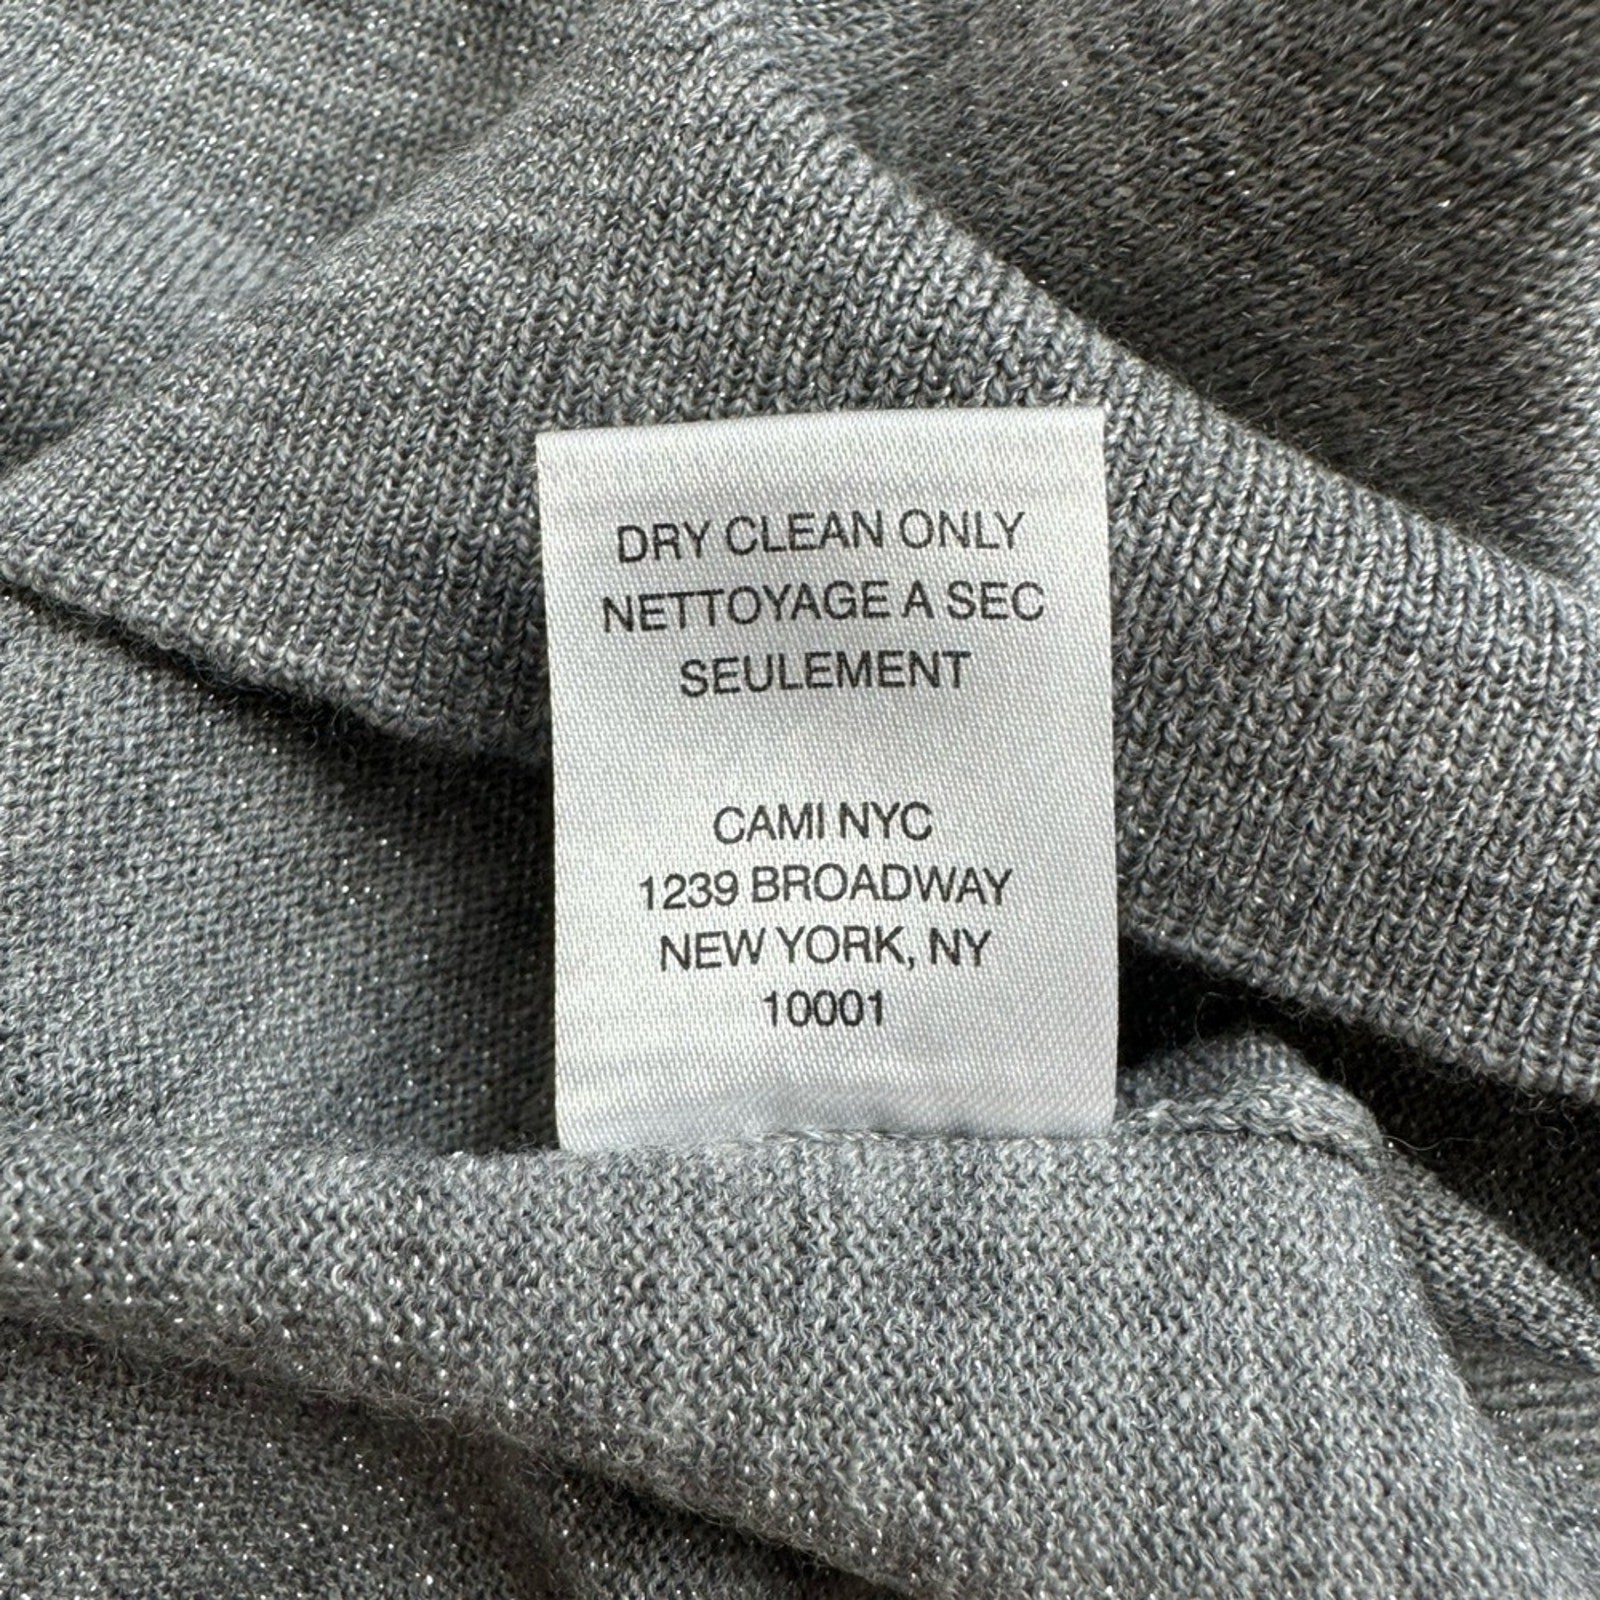 DRY CLEAN ONLY
NETTOYAGE A SEC
SEULEMENT
CAMI NYC
1239 BROADWAY
NEW YORK, NY
10001